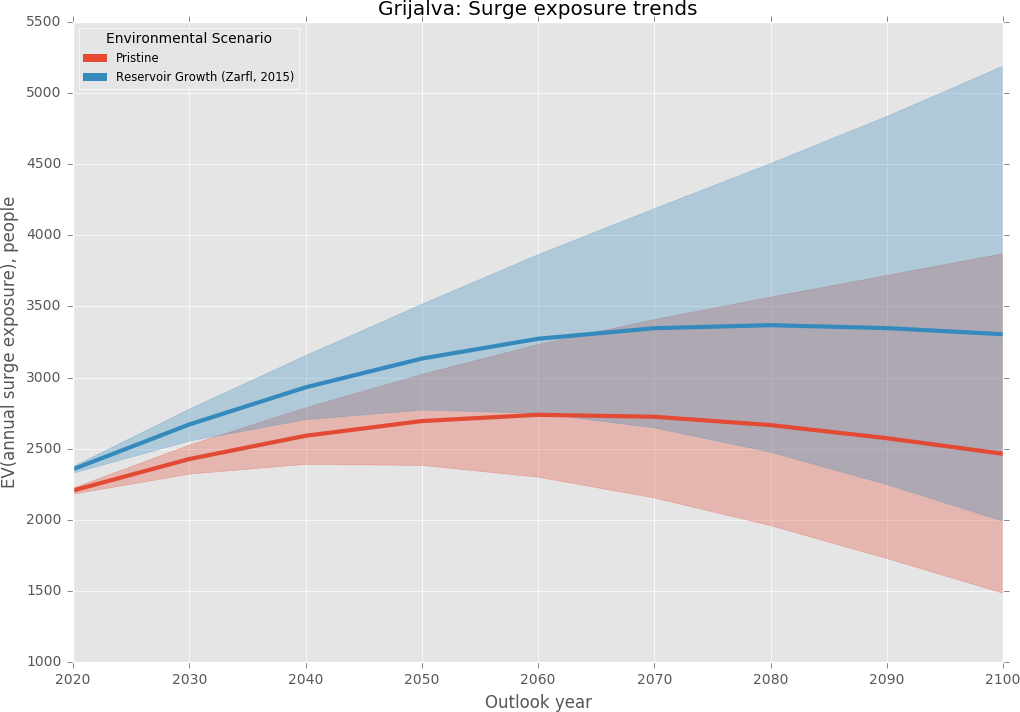 Grijalva: Surge exposure trends
Environmental Scenario
Pristine
Reservoir Growth (Zarfl, 2015)
EV(annual surge exposure), people
5500
5000
4500
4000
3500
3000
2500
2000
1500
1000
2020 2030 2040 2050 2060 2070 2080 2090 2100
Outlook year